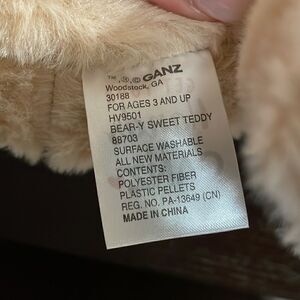 ™, ®, © GANZ
Woodstock, GA
30188
FOR AGES 3 AND UP
HV9501
BEAR-Y SWEET TEDDY
88703
SURFACE WASHABLE
ALL NEW MATERIALS
CONTENTS:
POLYESTER FIBER
PLASTIC PELLETS
REG. NO. PA-13649 (CN)
MADE IN CHINA